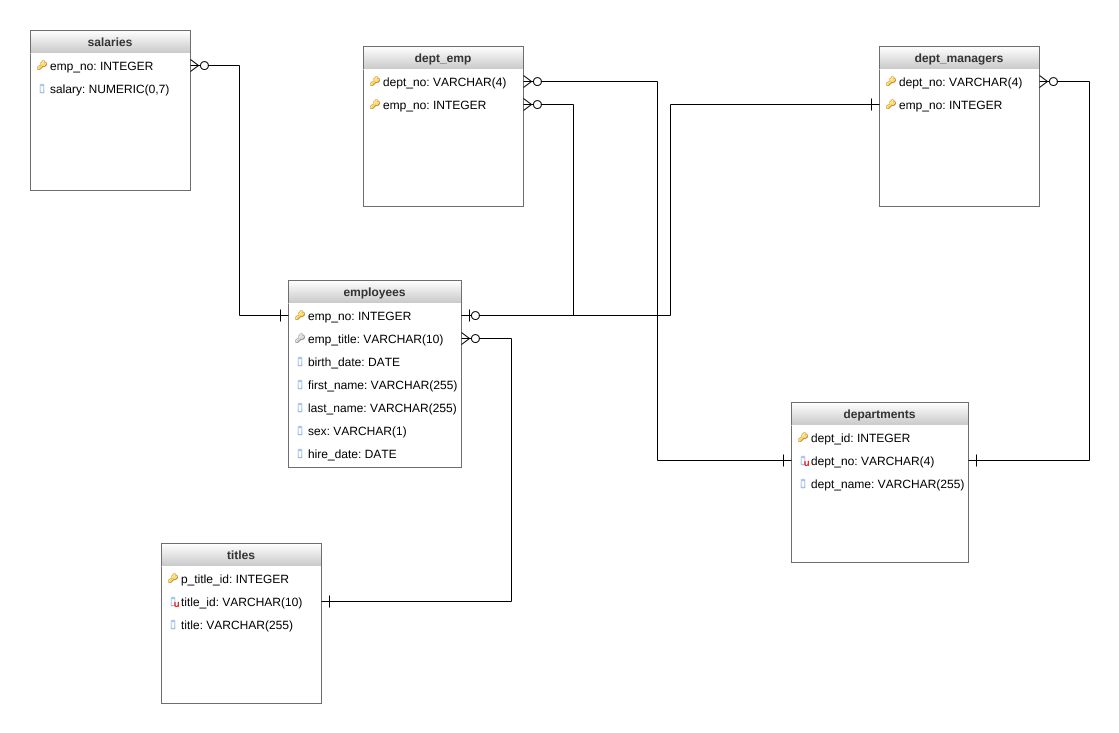 salaries
emp_no: INTEGER
salary: NUMERIC(0,7)
dept_emp
dept_no: VARCHAR(4)
emp_no: INTEGER
dept_managers
dept_no: VARCHAR(4)
emp_no: INTEGER
employees
emp_no: INTEGER
emp_title: VARCHAR(10)
birth_date: DATE
first_name: VARCHAR(255)
last_name: VARCHAR(255)
sex: VARCHAR(1)
hire_date: DATE
departments
dept_id: INTEGER
u dept_no: VARCHAR(4)
dept_name: VARCHAR(255)
titles
p_title_id: INTEGER
u title_id: VARCHAR(10)
title: VARCHAR(255)